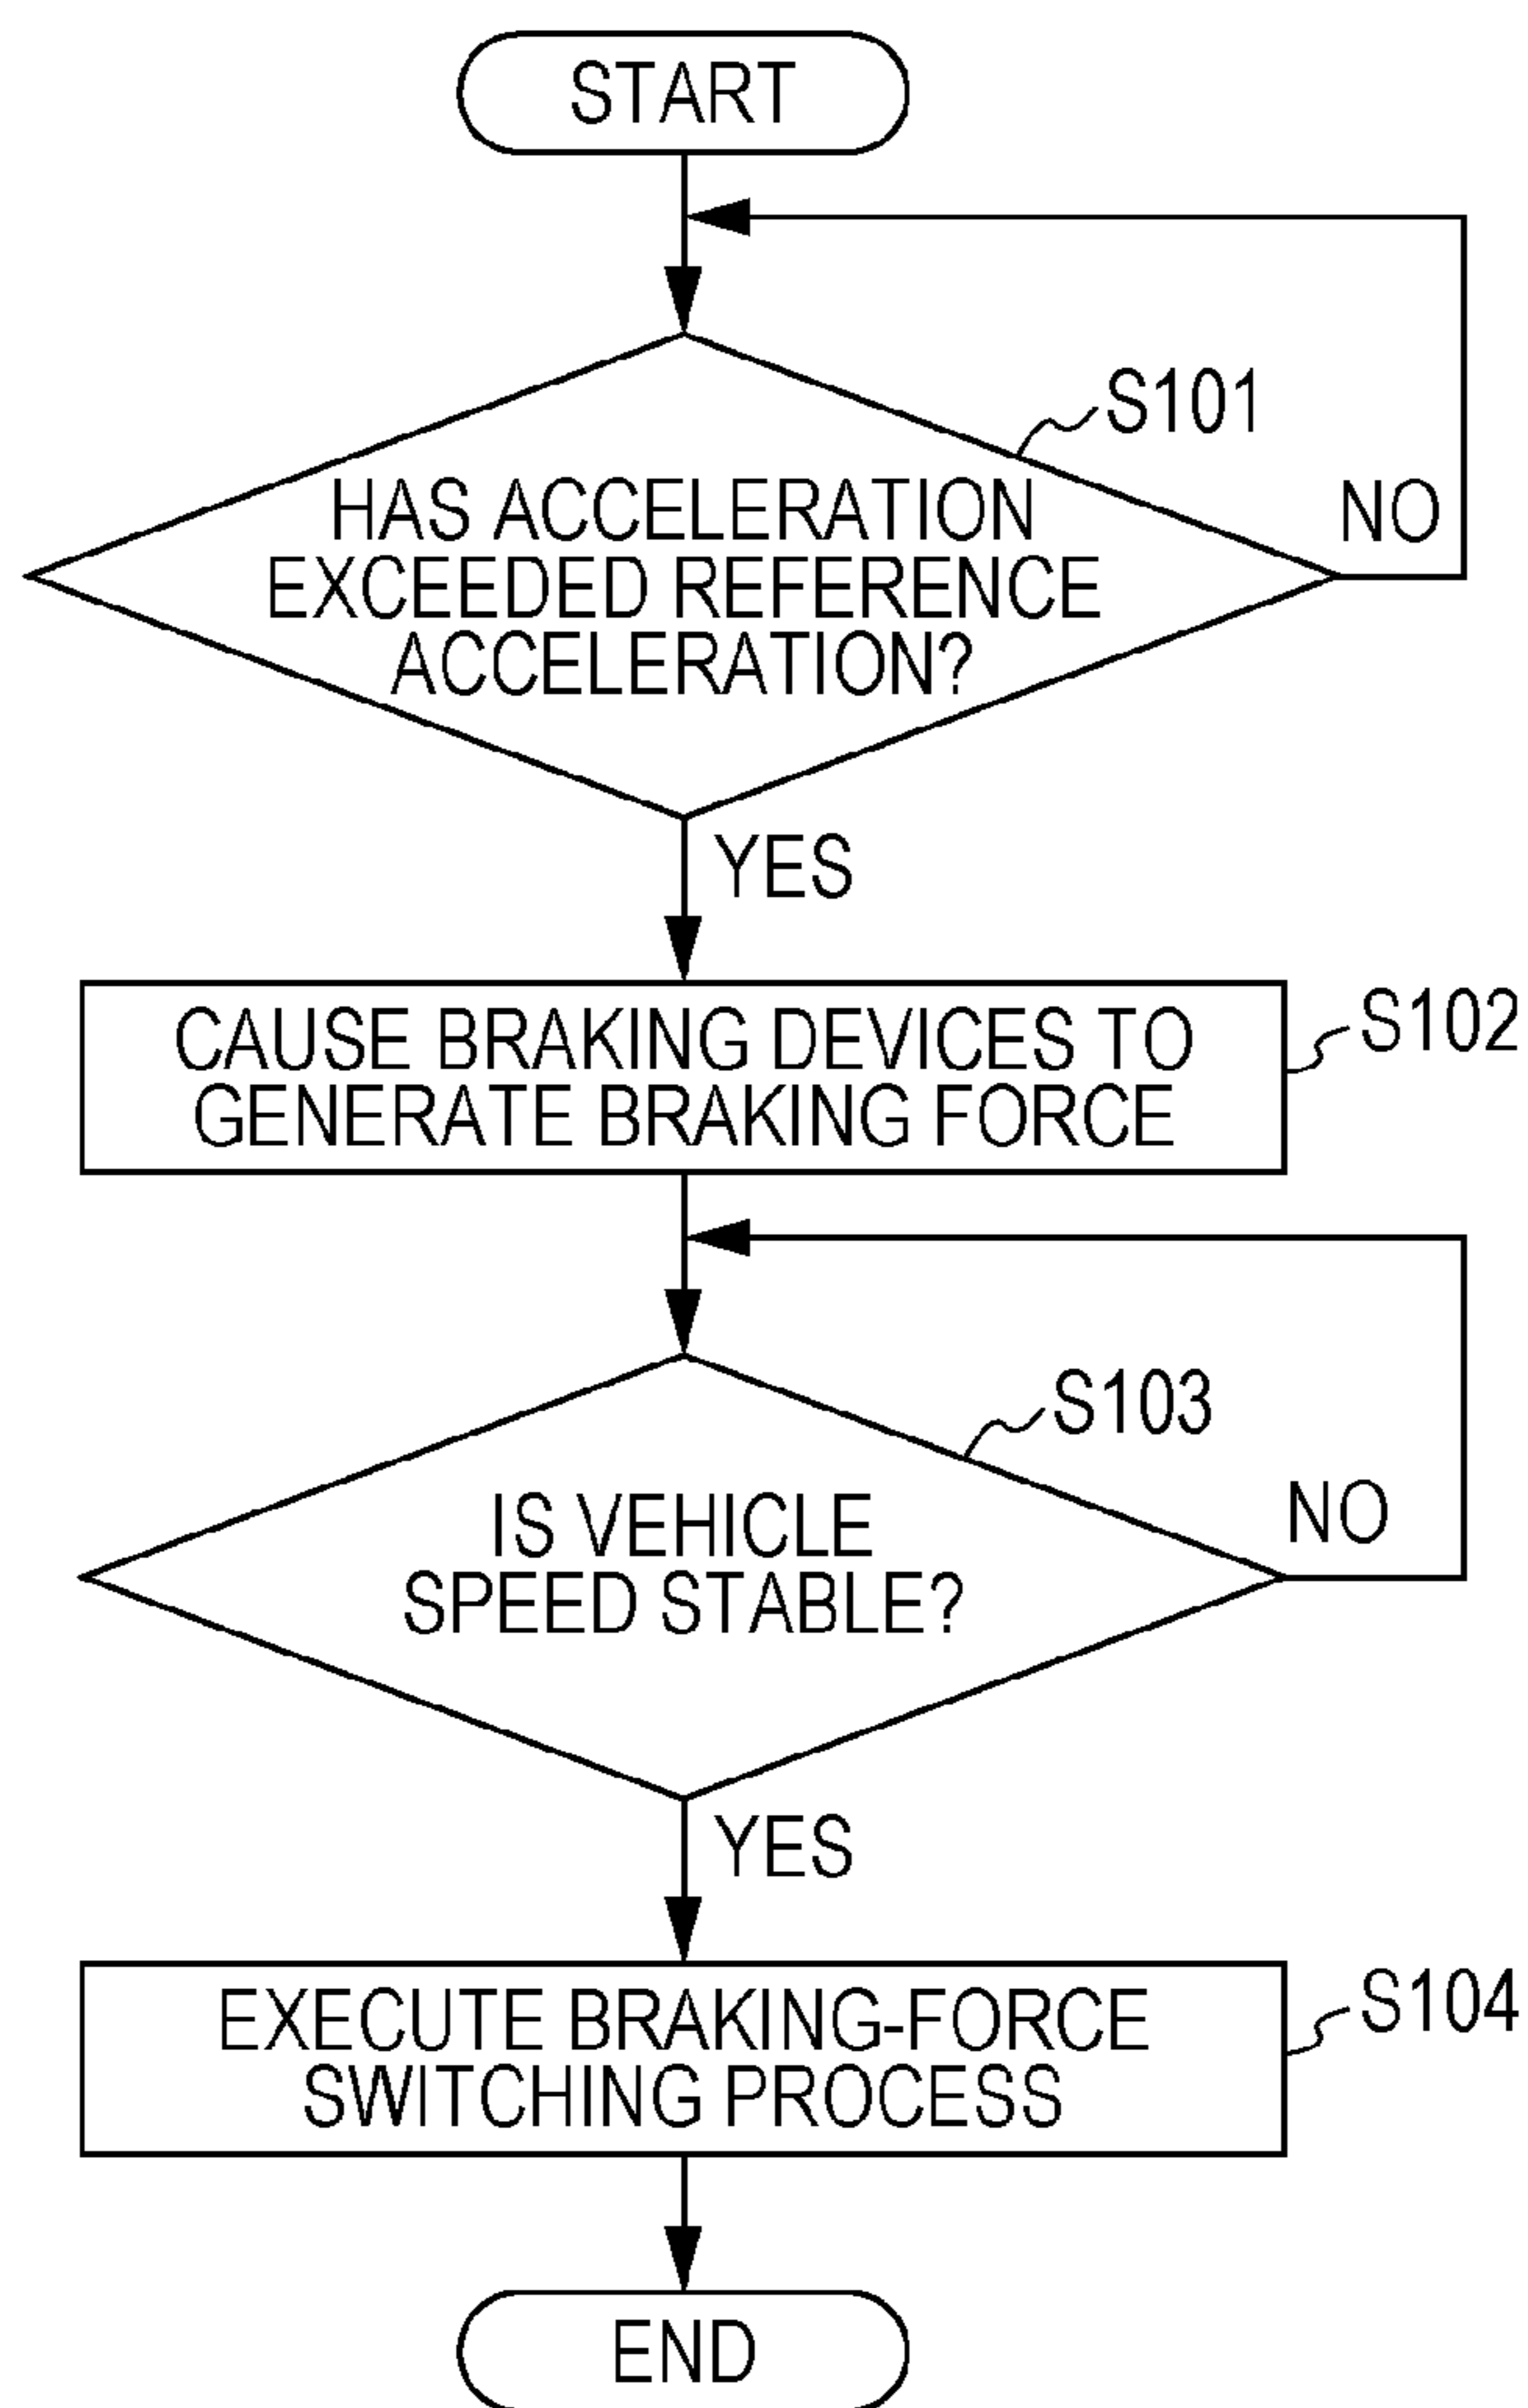 START
S101
HAS ACCELERATION
EXCEEDED REFERENCE
ACCELERATION?
NO
YES
CAUSE BRAKING DEVICES TO
GENERATE BRAKING FORCE
S102
S103
IS VEHICLE
SPEED STABLE?
NO
YES
EXECUTE BRAKING-FORCE
SWITCHING PROCESS
S104
END